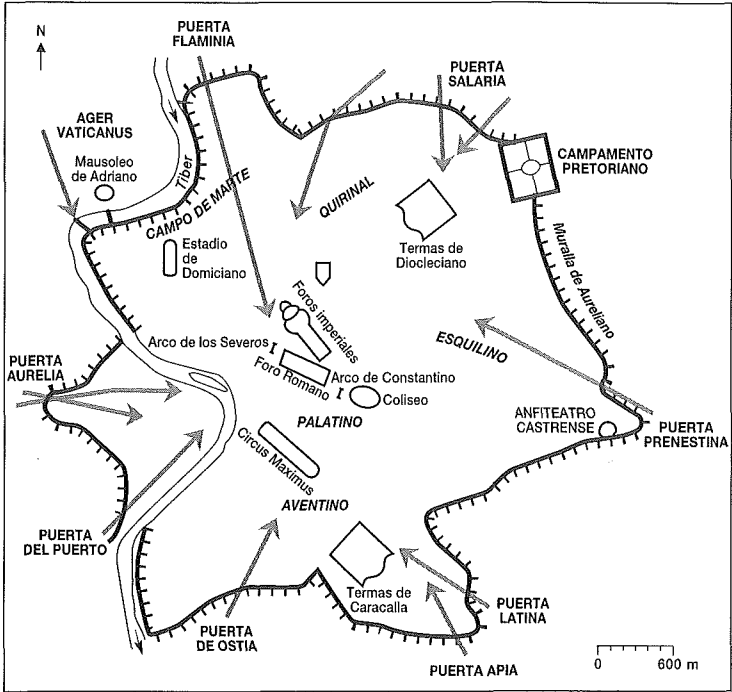 N
PUERTA
FLAMINIA
PUERTA
SALARIA
AGER
VATICANUS
Mausoleo
de Adriano
Tiber
CAMPO DE MARTE
QUIRINAL
CAMPAMENTO
PRETORIANO
Estadio
de
Domiciano
Termas de
Diocleciano
Muralla de Aureliano
Foros imperiales
Arco de los Severos
ESQUILINO
PUERTA
AURELIA
Foro Romano
Arco de Constantino
Coliseo
PALATINO
ANFITEATRO
CASTRENSE
PUERTA
PRENESTINA
Circus Maximus
AVENTINO
PUERTA
DEL PUERTO
Termas de
Caracalla
PUERTA
LATINA
PUERTA
DE OSTIA
PUERTA APIA
0 600 m